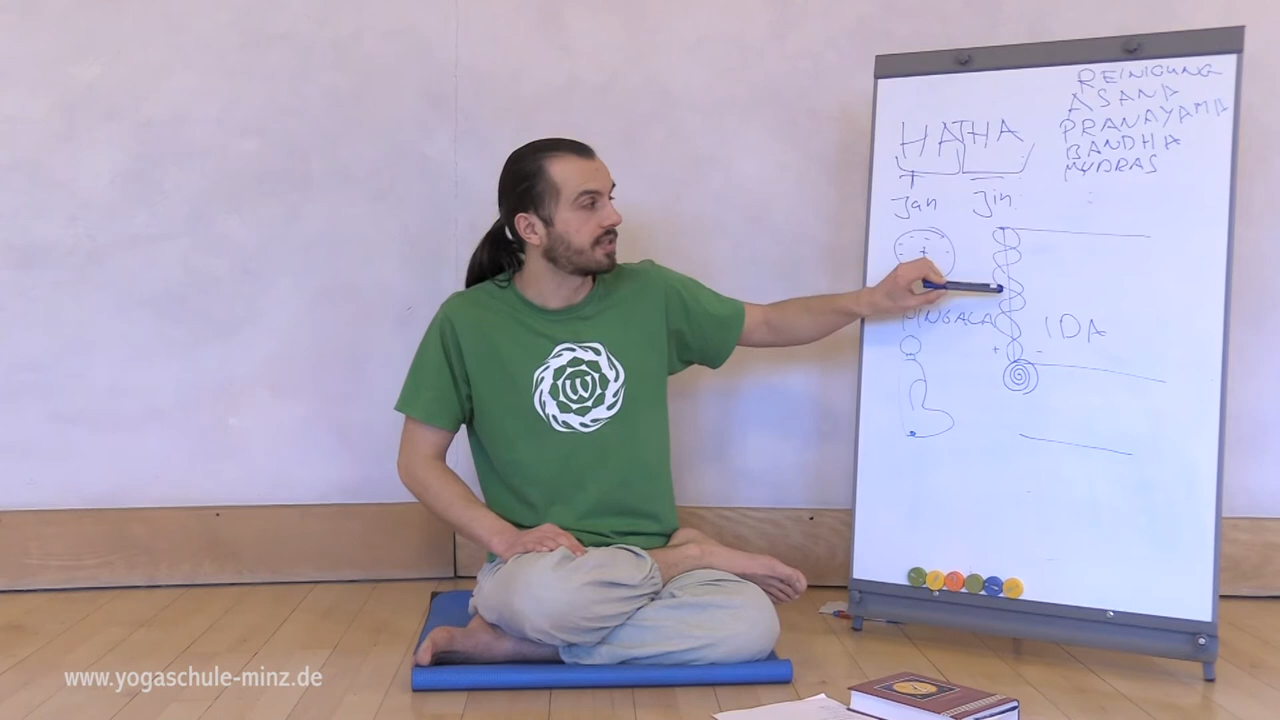 REINIGUNG
ASANA
PRANAYAMA
BANDHA
MUDRAS
HATHA
Jan Jin
+
PINGALA IDA
+ -
W
www.yogaschule-minz.de